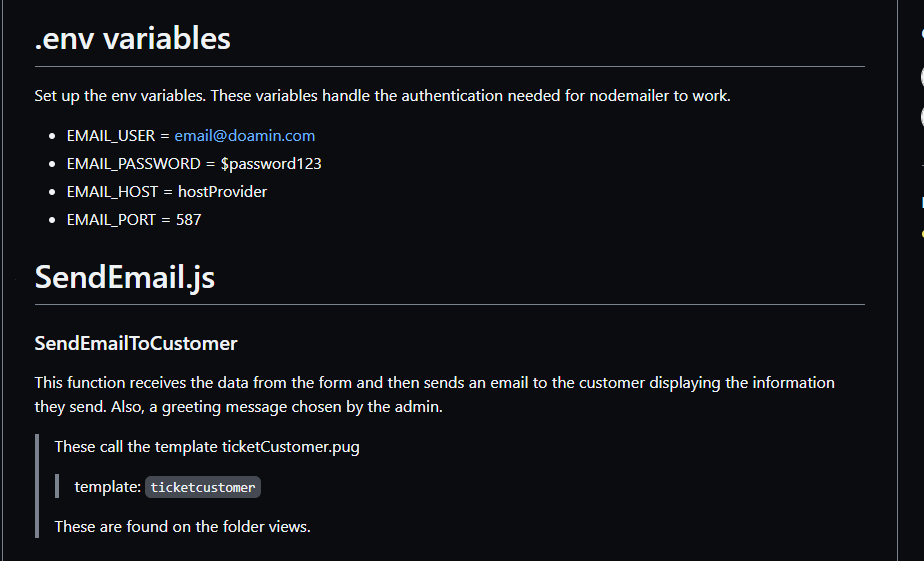 .env variables
Set up the env variables. These variables handle the authentication needed for nodemailer to work.
EMAIL_USER = email@doamin.com
EMAIL_PASSWORD = $password123
EMAIL_HOST = hostProvider
EMAIL_PORT = 587
SendEmail.js
SendEmailToCustomer
This function receives the data from the form and then sends an email to the customer displaying the information
they send. Also, a greeting message chosen by the admin.
These call the template ticketCustomer.pug
template: ticketcustomer
These are found on the folder views.